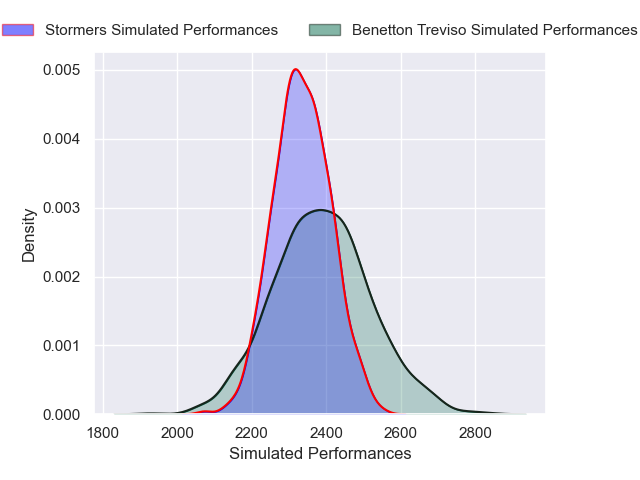 Stormers Simulated Performances
Benetton Treviso Simulated Performances
0.005
0.004
0.003
0.002
0.001
0.000
Density
1800 2000 2200 2400 2600 2800
Simulated Performances